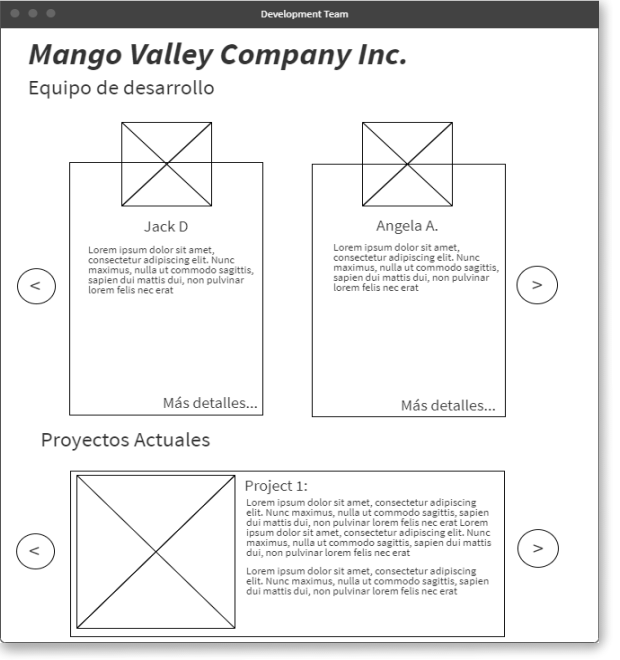 Development Team
Mango Valley Company Inc.
Equipo de desarrollo
Jack D
Lorem ipsum dolor sit amet,
consectetur adipiscing elit. Nunc
maximus, nulla ut commodo sagittis,
sapien dui mattis dui, non pulvinar
lorem felis nec erat
Más detalles...
Angela A.
Lorem ipsum dolor sit amet,
consectetur adipiscing elit. Nunc
maximus, nulla ut commodo sagittis,
sapien dui mattis dui, non pulvinar
lorem felis nec erat
Más detalles...
<
>
Proyectos Actuales
Project 1:
Lorem ipsum dolor sit amet, consectetur adipiscing
elit. Nunc maximus, nulla ut commodo sagittis, sapien
dui mattis dui, non pulvinar lorem felis nec erat Lorem
ipsum dolor sit amet, consectetur adipiscing elit. Nunc
maximus, nulla ut commodo sagittis, sapien dui mattis
dui, non pulvinar lorem felis nec erat
Lorem ipsum dolor sit amet, consectetur adipiscing
elit. Nunc maximus, nulla ut commodo sagittis, sapien
dui mattis dui, non pulvinar lorem felis nec erat
<
>